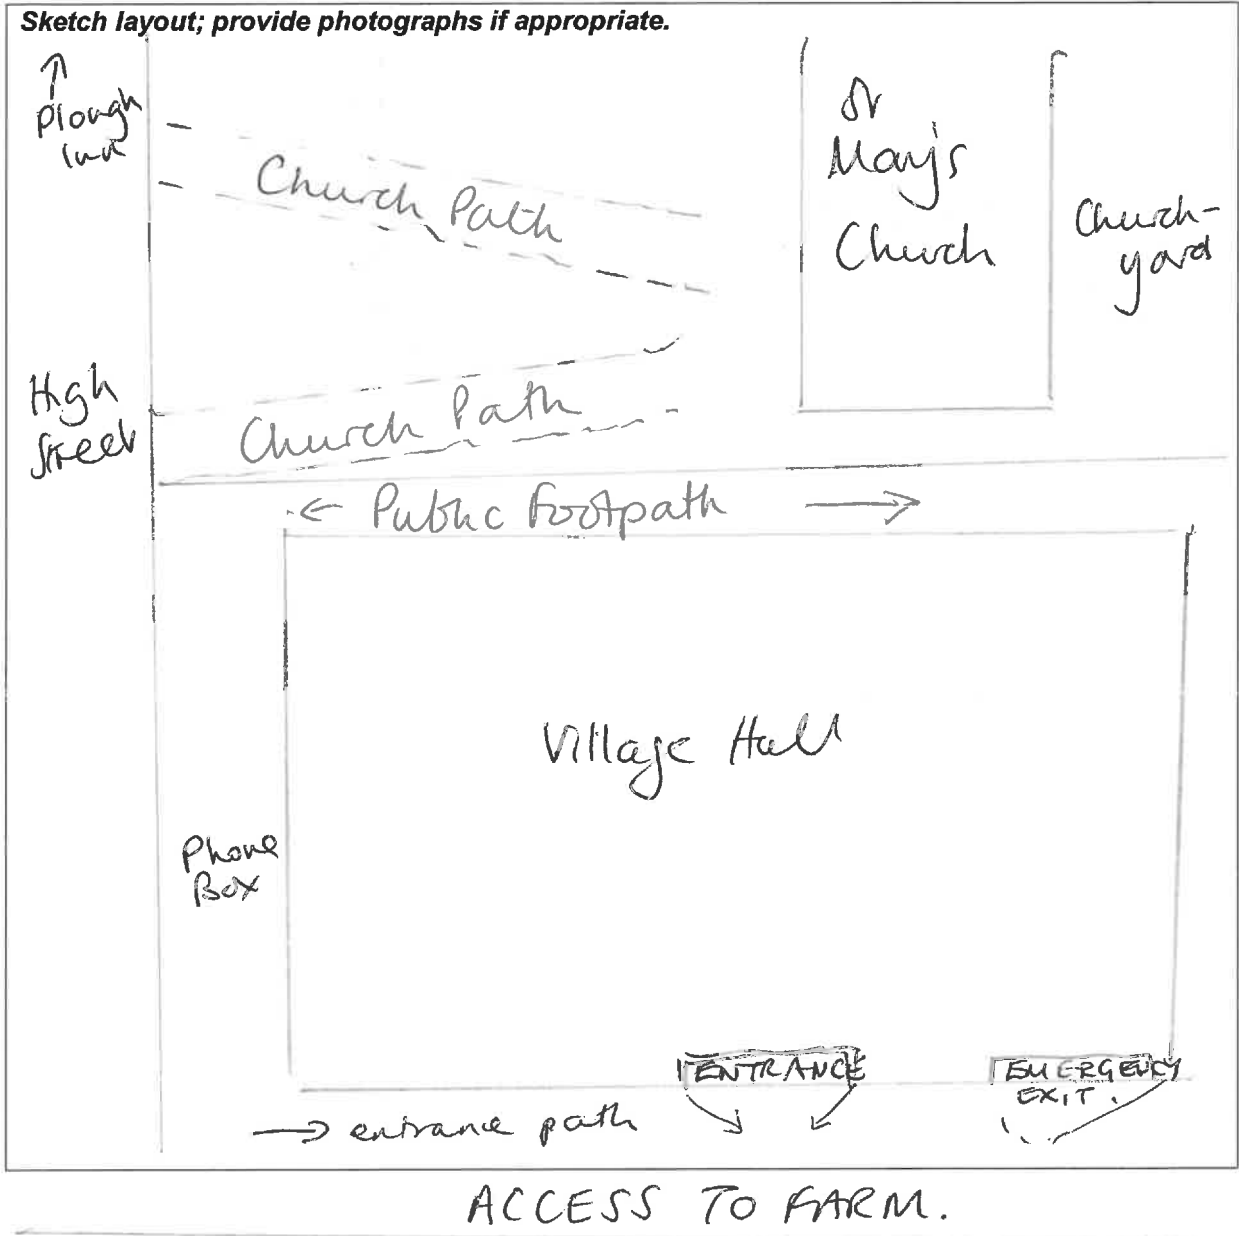 Sketch layout; provide photographs if appropriate.
↑
Plough
Inn
Church Path
St
Mary's
Church
Church-
yard
High
Street
Church Path
← Public Footpath →
Village Hall
Phone
Box
ENTRANCE
EMERGENCY
EXIT.
→ entrance path
ACCESS TO FARM.